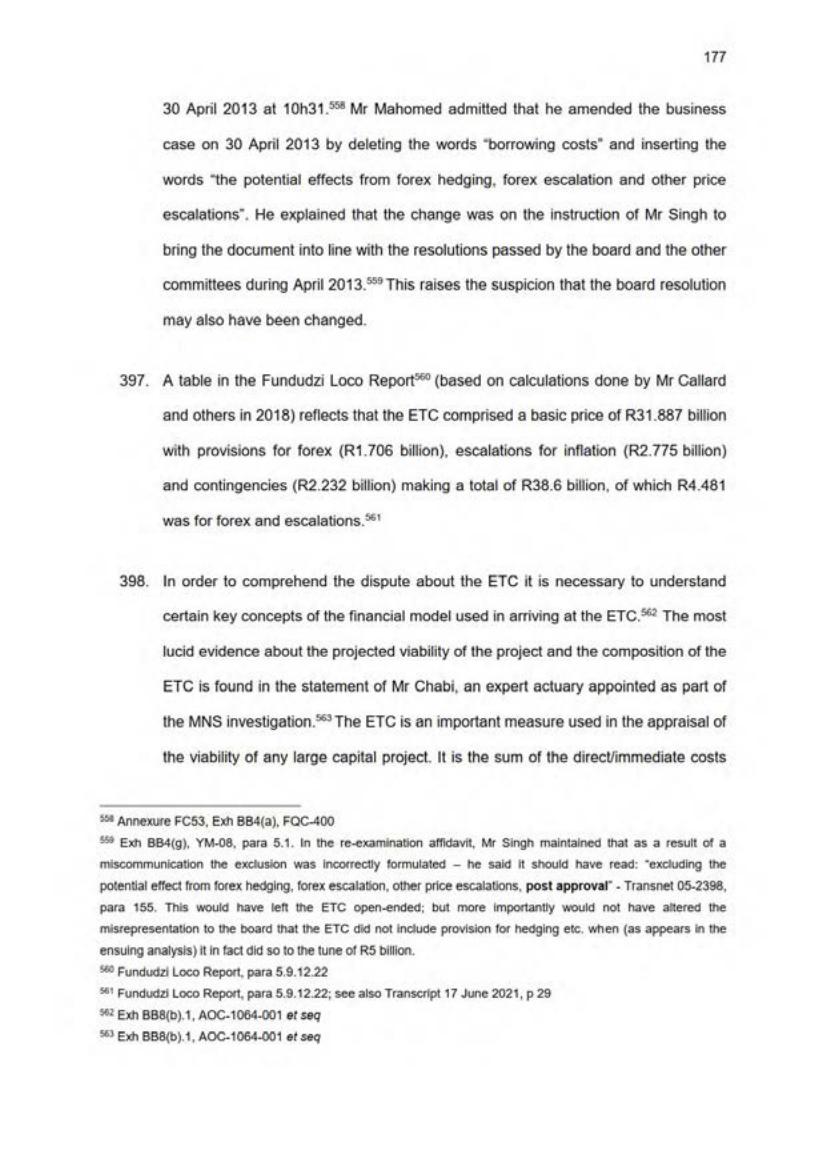 177
30 April 2013 at 10h31.558 Mr Mahomed admitted that he amended the business
case on 30 April 2013 by deleting the words “borrowing costs” and inserting the
words “the potential effects from forex hedging, forex escalation and other price
escalations”. He explained that the change was on the instruction of Mr Singh to
bring the document into line with the resolutions passed by the board and the other
committees during April 2013.559 This raises the suspicion that the board resolution
may also have been changed.
397. A table in the Fundudzi Loco Report560 (based on calculations done by Mr Callard
and others in 2018) reflects that the ETC comprised a basic price of R31.887 billion
with provisions for forex (R1.706 billion), escalations for inflation (R2.775 billion)
and contingencies (R2.232 billion) making a total of R38.6 billion, of which R4.481
was for forex and escalations.561
398. In order to comprehend the dispute about the ETC it is necessary to understand
certain key concepts of the financial model used in arriving at the ETC.562 The most
lucid evidence about the projected viability of the project and the composition of the
ETC is found in the statement of Mr Chabi, an expert actuary appointed as part of
the MNS investigation.563 The ETC is an important measure used in the appraisal of
the viability of any large capital project. It is the sum of the direct/immediate costs
558 Annexure FC53, Exh BB4(a), FQC-400
559 Exh BB4(g), YM-08, para 5.1. In the re-examination affidavit, Mr Singh maintained that as a result of a
miscommunication the exclusion was incorrectly formulated – he said it should have read: “excluding the
potential effect from forex hedging, forex escalation, other price escalations, post approval” - Transnet 05-2398,
para 155. This would have left the ETC open-ended; but more importantly would not have altered the
misrepresentation to the board that the ETC did not include provision for hedging etc. when (as appears in the
ensuing analysis) it in fact did so to the tune of R5 billion.
560 Fundudzi Loco Report, para 5.9.12.22
561 Fundudzi Loco Report, para 5.9.12.22; see also Transcript 17 June 2021, p 29
562 Exh BB8(b).1, AOC-1064-001 et seq
563 Exh BB8(b).1, AOC-1064-001 et seq